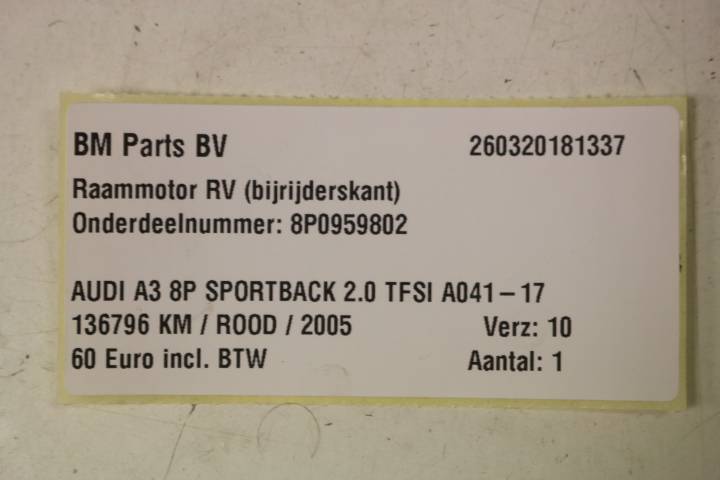 BM Parts BV 260320181337
Raammotor RV (bijrijderskant)
Onderdeelnummer: 8P0959802
AUDI A3 8P SPORTBACK 2.0 TFSI A041-17
136796 KM / ROOD / 2005 Verz: 10
60 Euro incl. BTW Aantal: 1